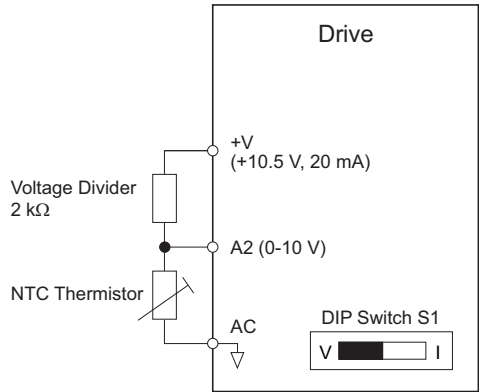 Drive
+V
(+10.5 V, 20 mA)
Voltage Divider
2 kΩ
A2 (0-10 V)
NTC Thermistor
AC
DIP Switch S1
V I